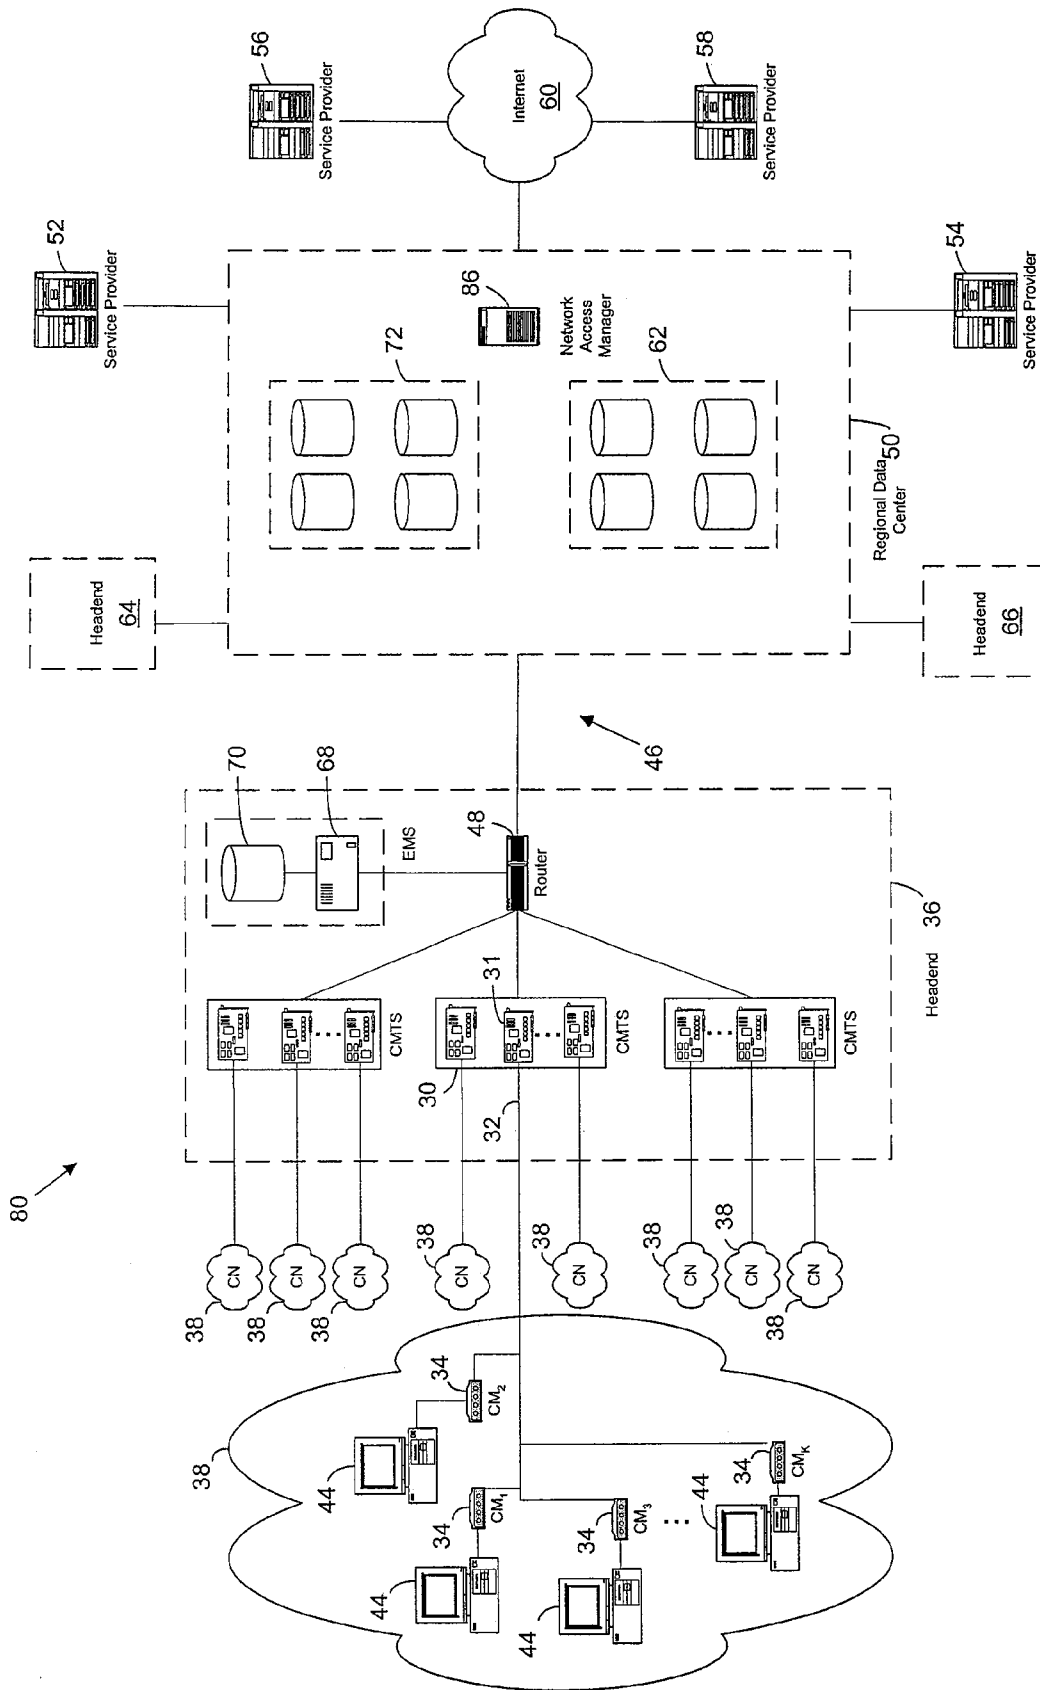 80
38
44
34
CM1
44
34
CM2
44
34
CM3
44
34
CMK
38
CN
38
CN
38
CN
38
CN
38
CN
38
CN
38
CN
38
CN
32
30
31
CMTS
CMTS
CMTS
70
68
EMS
48
Router
Headend
36
46
Headend
64
Headend
66
72
62
86
Network
Access
Manager
Regional Data
Center
50
52
Service Provider
54
Service Provider
56
Service Provider
58
Service Provider
Internet
60